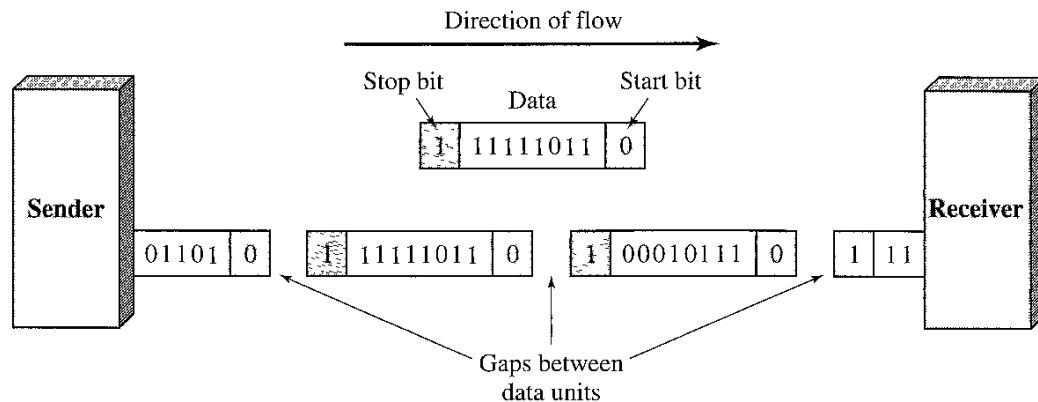 Direction of flow
Stop bit
Start bit
Data
1 11111011 0
Sender
Receiver
01101 0
1 11111011 0
1 00010111 0
1 11
Gaps between
data units